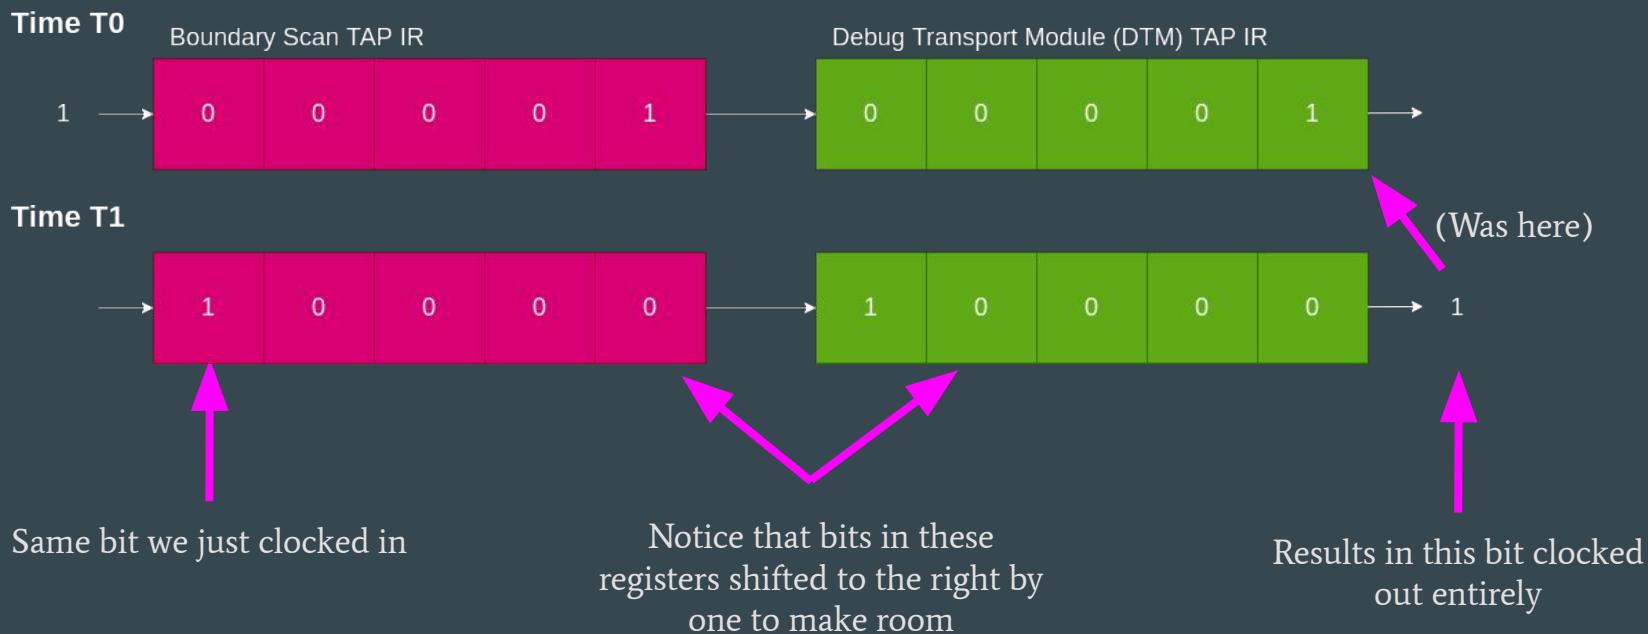 Time T0
Boundary Scan TAP IR
Debug Transport Module (DTM) TAP IR
1 0 0 0 0 1 0 0 0 0 1
Time T1
(Was here)
1 0 0 0 0 1 0 0 0 0 1
Same bit we just clocked in
Notice that bits in these
registers shifted to the right by
one to make room
Results in this bit clocked
out entirely